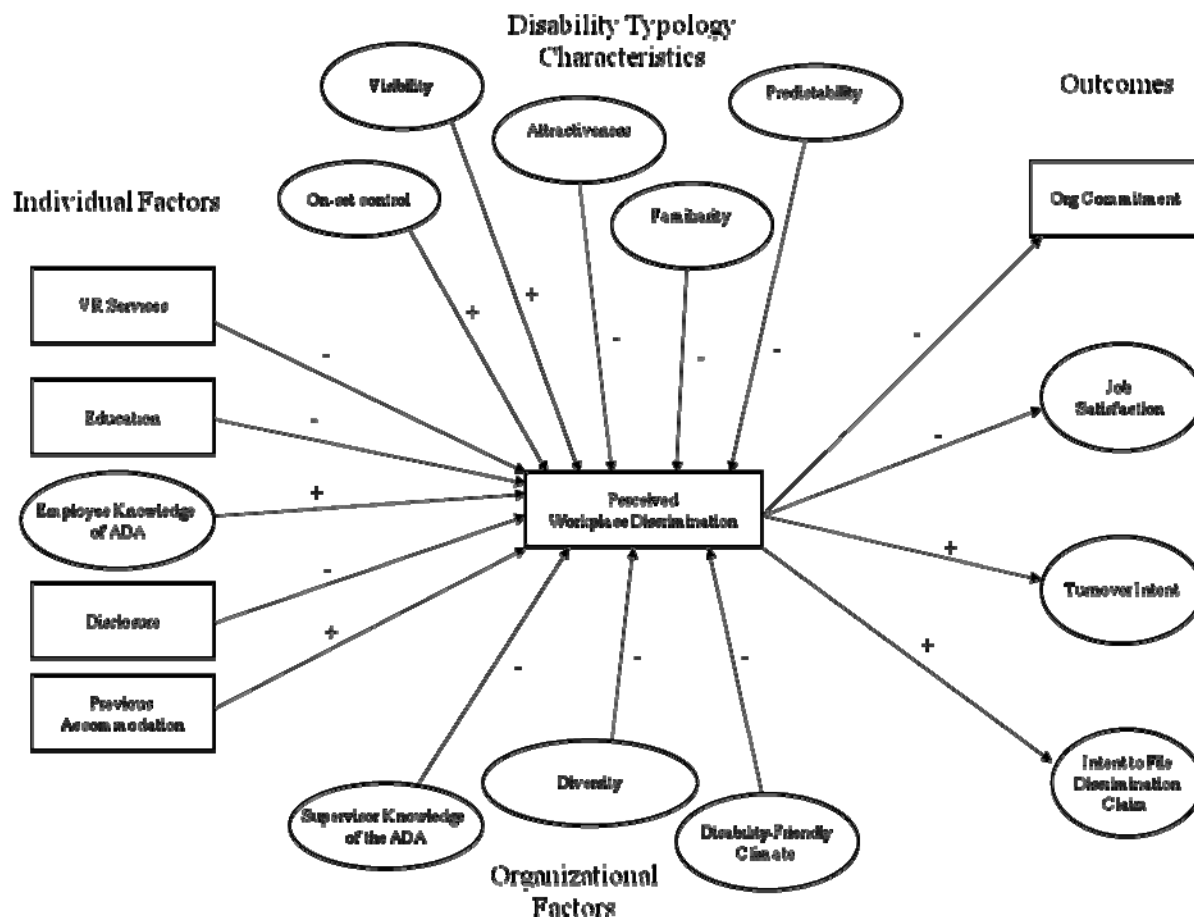 Disability Typology
Characteristics
Outcomes
Individual Factors
Visibility
Attractiveness
Predictability
On-set control
Familiarity
Org Commitment
VR Services
Education
Employee Knowledge
of ADA
Disclosure
Previous
Accommodation
Perceived
Workplace Discrimination
Job
Satisfaction
Turnover Intent
Intent to File
Discrimination
Claim
Supervisor Knowledge
of the ADA
Diversity
Disability-Friendly
Climate
Organizational
Factors
+
+
-
-
-
-
-
+
-
+
-
-
-
-
-
+
+